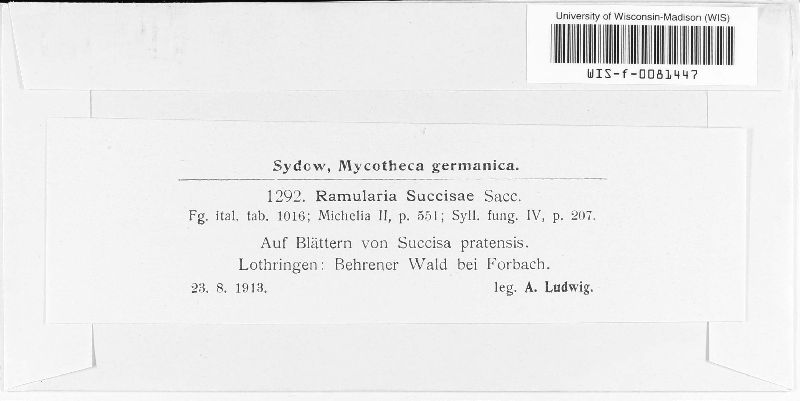 University of Wisconsin-Madison (WIS)
WIS-f-0081447
Sydow, Mycotheca germanica.
1292. Ramularia Succisae Sacc.
Fg. ital. tab. 1016; Michelia II, p. 551; Syll. fung. IV, p. 207.
Auf Blättern von Succisa pratensis.
Lothringen: Behrener Wald bei Forbach.
23. 8. 1913. leg. A. Ludwig.